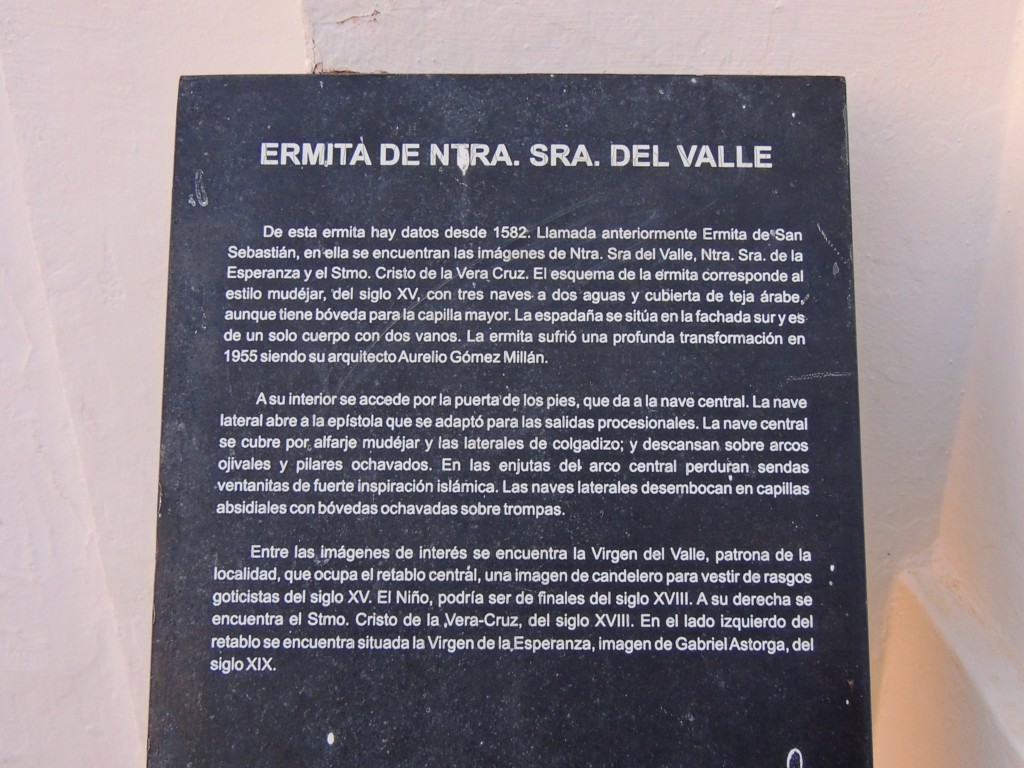 ERMITA DE NTRA. SRA. DEL VALLE
De esta ermita hay datos desde 1582. Llamada anteriormente Ermita de San
Sebastián, en ella se encuentran las imágenes de Ntra. Sra del Valle, Ntra. Sra. de la
Esperanza y el Stmo. Cristo de la Vera Cruz. El esquema de la ermita corresponde al
estilo mudéjar, del siglo XV, con tres naves a dos aguas y cubierta de teja árabe,
aunque tiene bóveda para la capilla mayor. La espadaña se sitúa en la fachada sur y es
de un solo cuerpo con dos vanos. La ermita sufrió una profunda transformación en
1955 siendo su arquitecto Aurelio Gómez Millán.
A su interior se accede por la puerta de los pies, que da a la nave central. La nave
lateral abre a la epístola que se adaptó para las salidas procesionales. La nave central
se cubre por alfarje mudéjar y las laterales de colgadizo; y descansan sobre arcos
ojivales y pilares ochavados. En las enjutas del arco central perduran sendas
ventanitas de fuerte inspiración islámica. Las naves laterales desembocan en capillas
absidiales con bóvedas ochavadas sobre trompas.
Entre las imágenes de interés se encuentra la Virgen del Valle, patrona de la
localidad, que ocupa el retablo central, una imagen de candelero para vestir de rasgos
goticistas del siglo XV. El Niño, podría ser de finales del siglo XVIII. A su derecha se
encuentra el Stmo. Cristo de la Vera-Cruz, del siglo XVIII. En el lado izquierdo del
retablo se encuentra situada la Virgen de la Esperanza, imagen de Gabriel Astorga, del
siglo XIX.